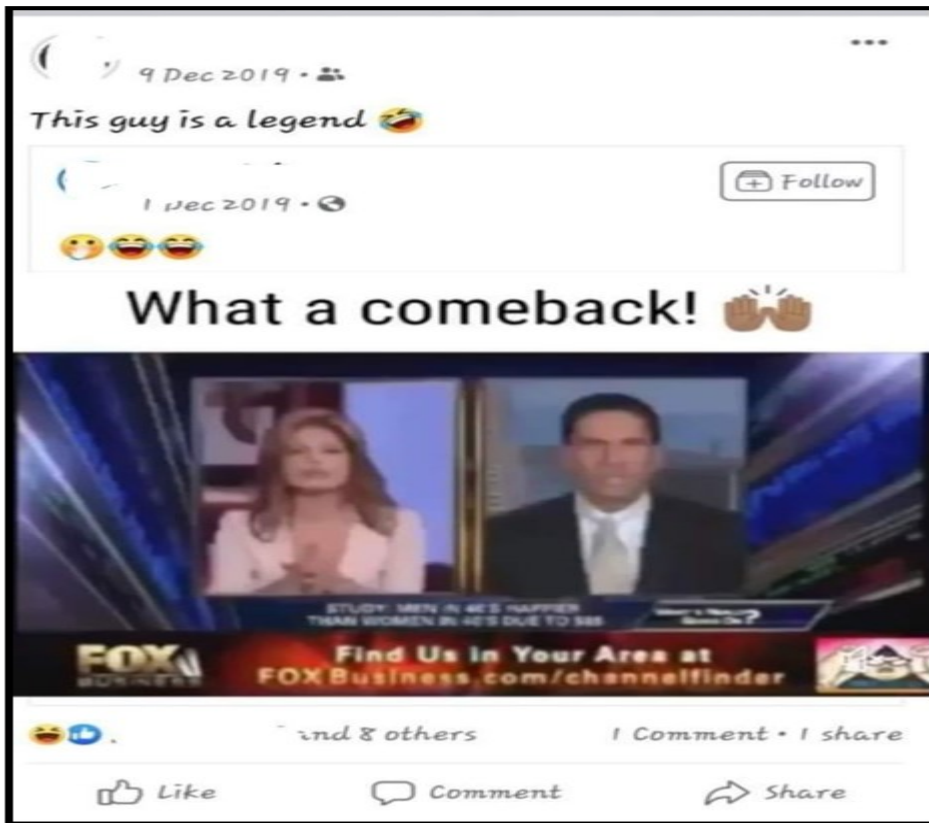 9 Dec 2019 •
This guy is a legend 🤣
1 Dec 2019 •
Follow
🤭😂😂
What a comeback! 🙌🏾
STUDY: MEN IN 40'S HAPPIER
THAN WOMEN IN 40'S DUE TO $$$
FOX
BUSINESS
Find Us in Your Area at
FOXBusiness.com/channelfinder
and 8 others
1 Comment • 1 share
Like
Comment
Share